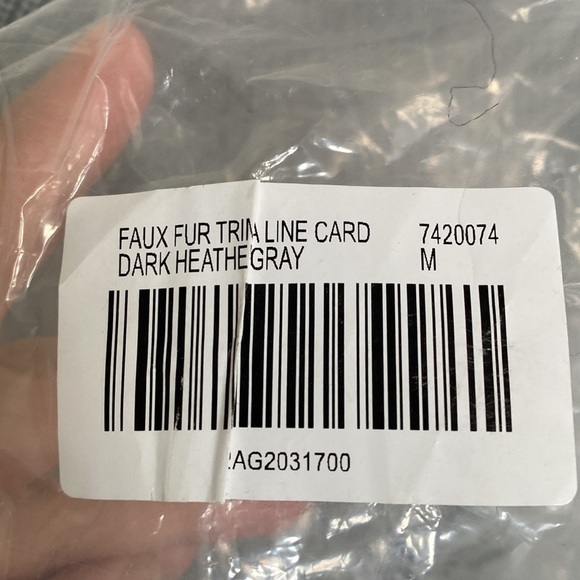 FAUX FUR TRIM LINE CARD 7420074
DARK HEATHE GRAY M
2AG2031700